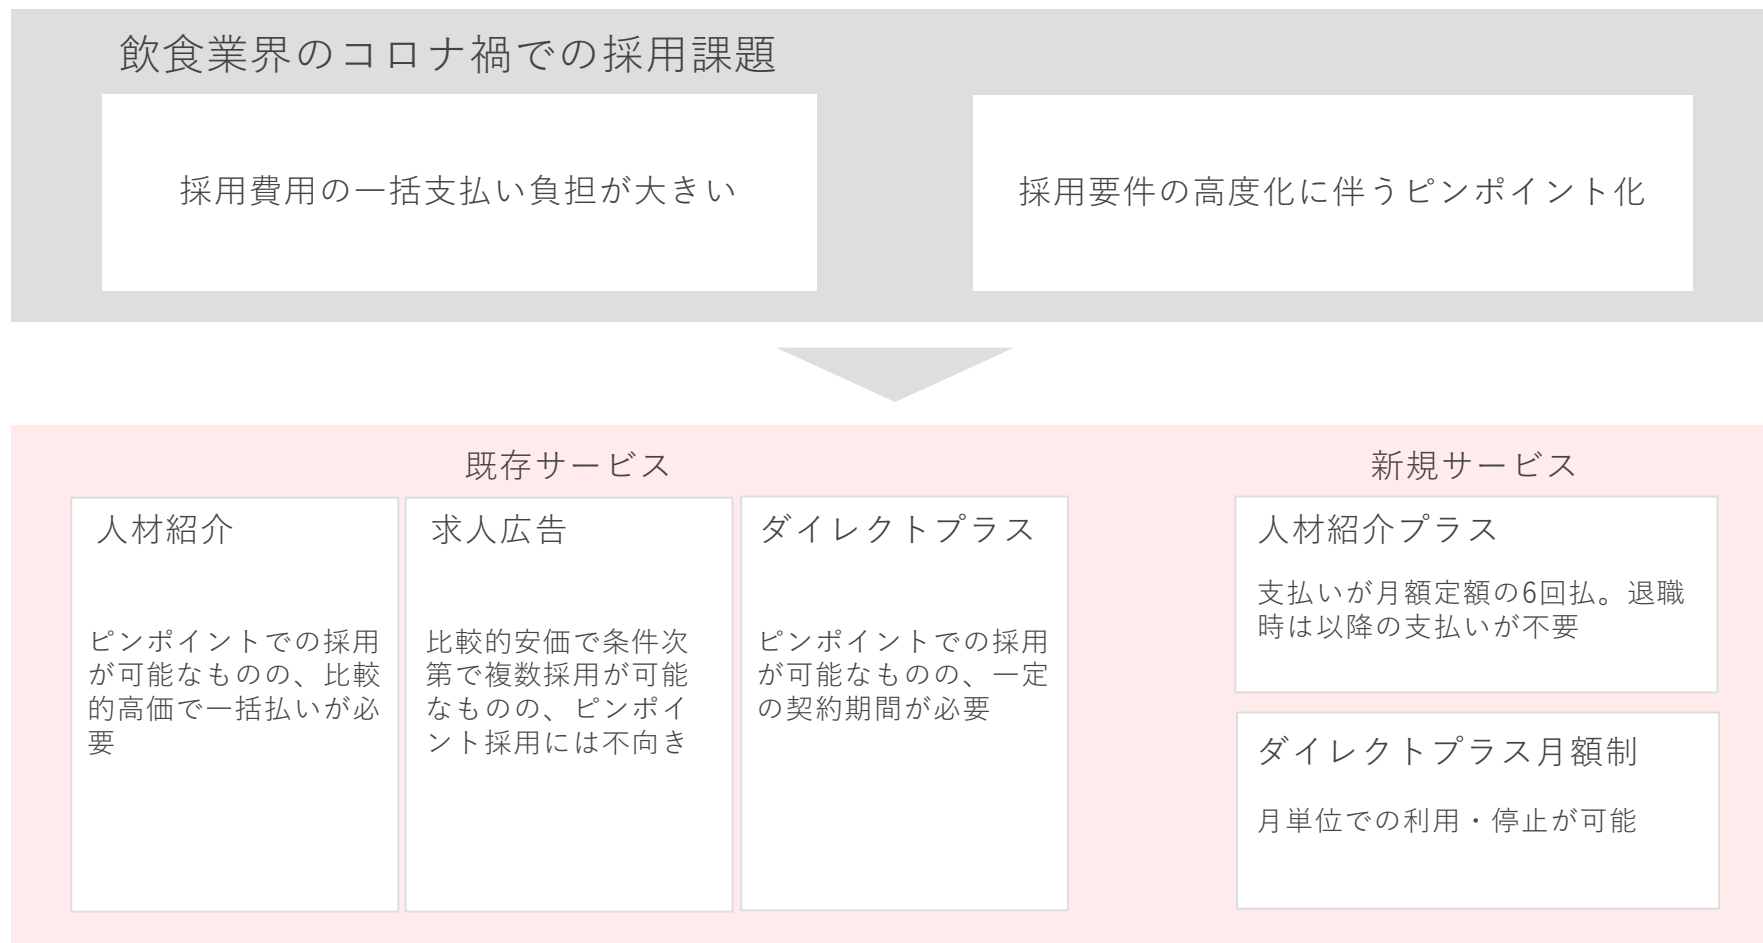 飲食業界のコロナ禍での採用課題
採用費用の一括支払い負担が大きい
採用要件の高度化に伴うピンポイント化
既存サービス
人材紹介
ピンポイントでの採用
が可能なものの、比較
的高価で一括払いが必
要
求人広告
比較的安価で条件次
第で複数採用が可能
なものの、ピンポイ
ント採用には不向き
ダイレクトプラス
ピンポイントでの採用
が可能なものの、一定
の契約期間が必要
新規サービス
人材紹介プラス
支払いが月額定額の6回払。退職
時は以降の支払いが不要
ダイレクトプラス月額制
月単位での利用・停止が可能